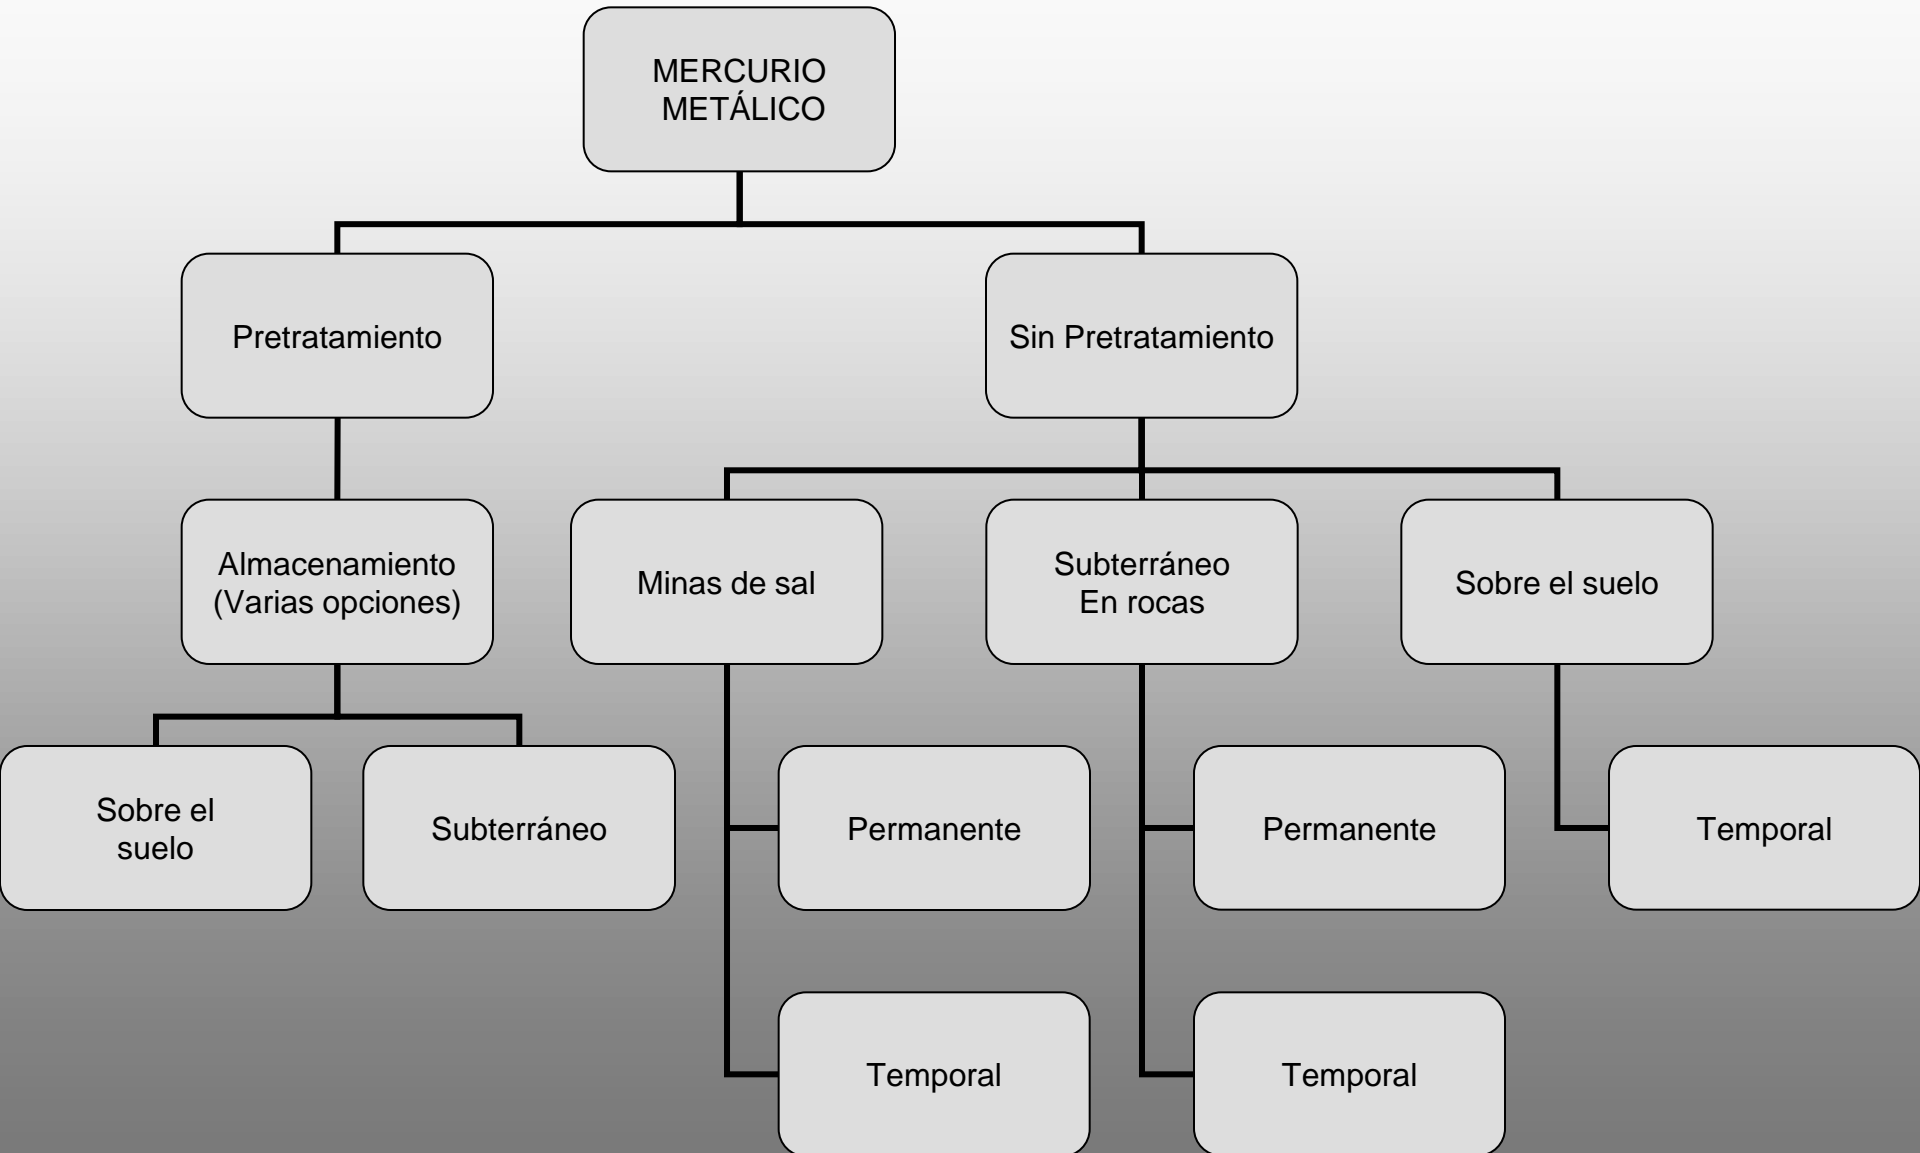 MERCURIO
METÁLICO
Pretratamiento
Sin Pretratamiento
Almacenamiento
(Varias opciones)
Minas de sal
Subterráneo
En rocas
Sobre el suelo
Sobre el
suelo
Subterráneo
Permanente
Permanente
Temporal
Temporal
Temporal